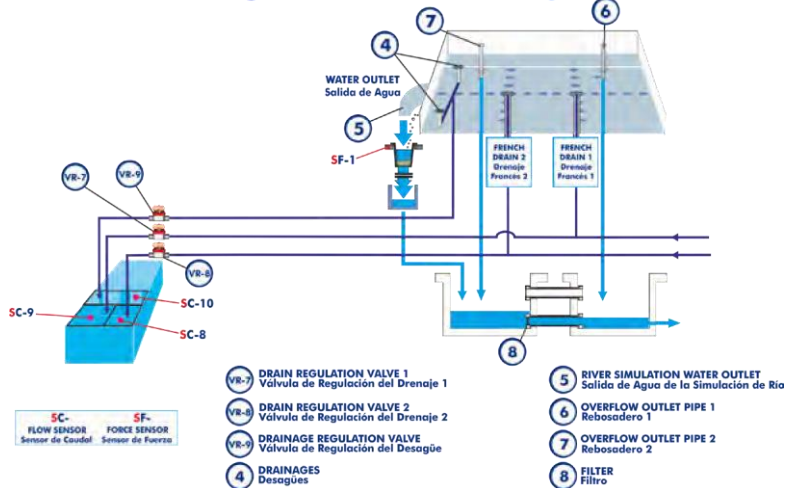 7
6
4
WATER OUTLET
Salida de Agua
5
SF-1
FRENCH
DRAIN 2
Drenaje
Francés 2
FRENCH
DRAIN 1
Drenaje
Francés 1
VR-7
VR-9
VR-8
SC-10
SC-9
SC-8
8
VR-7 DRAIN REGULATION VALVE 1
Válvula de Regulación del Drenaje 1
VR-8 DRAIN REGULATION VALVE 2
Válvula de Regulación del Drenaje 2
VR-9 DRAINAGE REGULATION VALVE
Válvula de Regulación del Desagüe
4 DRAINAGES
Desagües
5 RIVER SIMULATION WATER OUTLET
Salida de Agua de la Simulación de Ría
6 OVERFLOW OUTLET PIPE 1
Rebosadero 1
7 OVERFLOW OUTLET PIPE 2
Rebosadero 2
8 FILTER
Filtro
SC-
FLOW SENSOR
Sensor de Caudal
SF-
FORCE SENSOR
Sensor de Fuerza